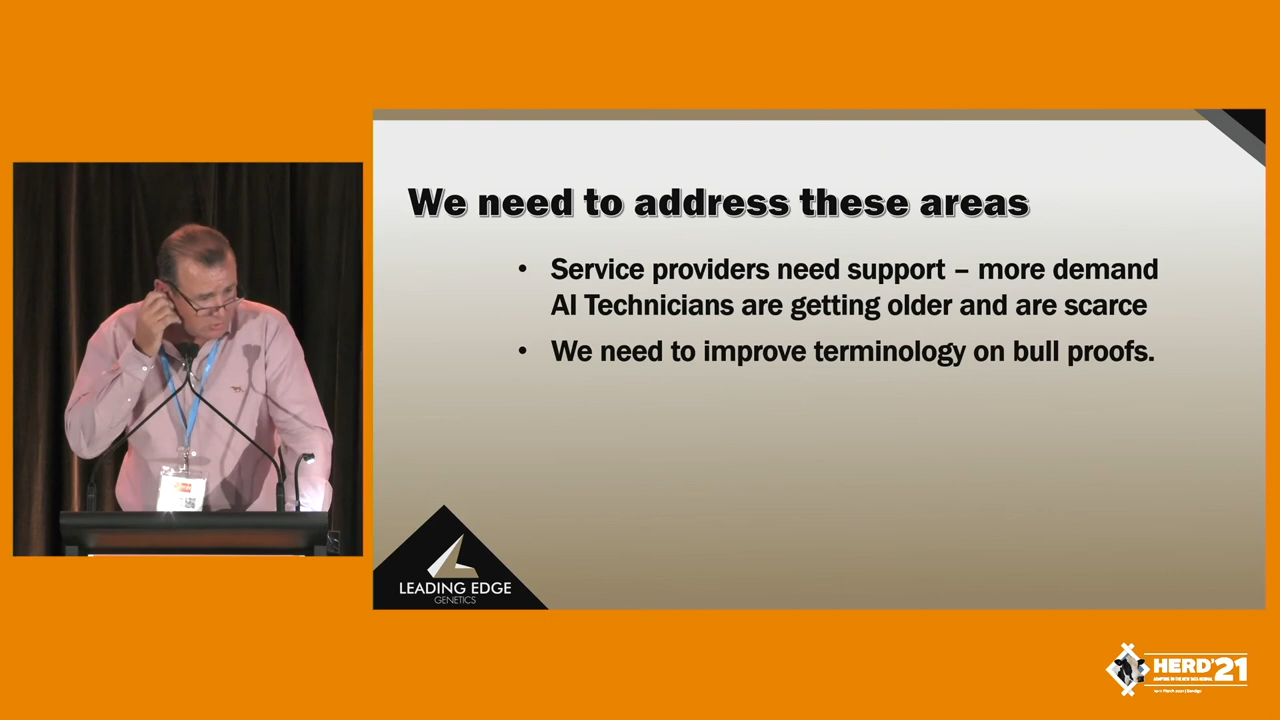 We need to address these areas
• Service providers need support – more demand
AI Technicians are getting older and are scarce
• We need to improve terminology on bull proofs.
LEADING EDGE
GENETICS
HERD'21